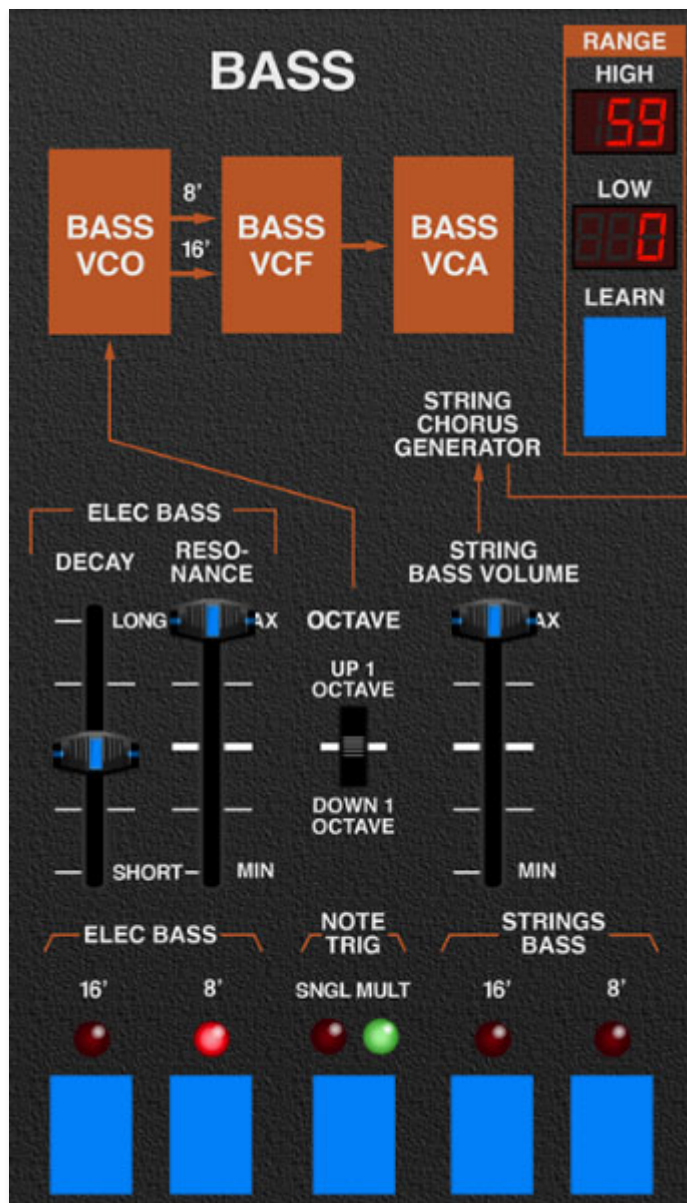 BASS
RANGE
HIGH
59
LOW
0
LEARN
BASS
VCO
8'
16'
BASS
VCF
BASS
VCA
STRING
CHORUS
GENERATOR
ELEC BASS
DECAY
RESO-
NANCE
STRING
BASS VOLUME
LONG
AX
OCTAVE
AX
UP 1
OCTAVE
DOWN 1
OCTAVE
SHORT
MIN
MIN
ELEC BASS
NOTE
TRIG
STRINGS
BASS
16'
8'
SNGL MULT
16'
8'